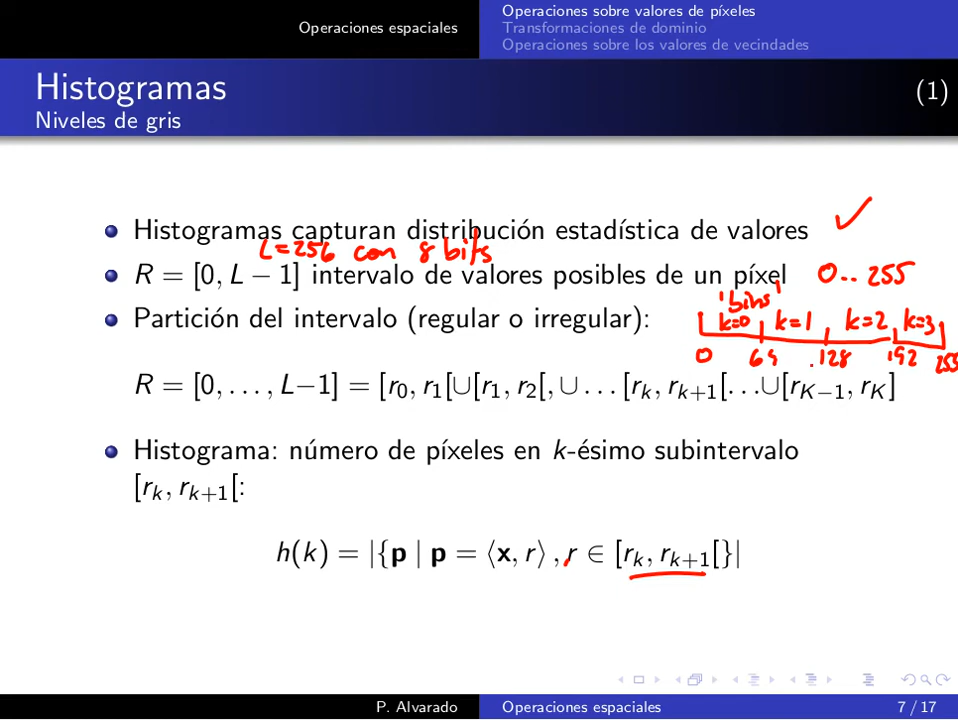 Operaciones espaciales
Operaciones sobre valores de píxeles
Transformaciones de dominio
Operaciones sobre los valores de vecindades
Histogramas
(1)
Niveles de gris
Histogramas capturan distribución estadística de valores
L=256 con 8 bits
R = [0, L − 1] intervalo de valores posibles de un píxel
0..255
'bins'
Partición del intervalo (regular o irregular):
k=0 k=1 k=2 k=3
0 64 128 192 255
R = [0, . . . , L−1] = [r₀, r₁[∪[r₁, r₂[, ∪ . . . [rₖ, rₖ₊₁[. . .∪[r_{K−1}, r_K]
Histograma: número de píxeles en k-ésimo subintervalo
[rₖ, rₖ₊₁[:
h(k) = |{p | p = ⟨x, r⟩ , r ∈ [rₖ, rₖ₊₁[}|
P. Alvarado
Operaciones espaciales
7 / 17